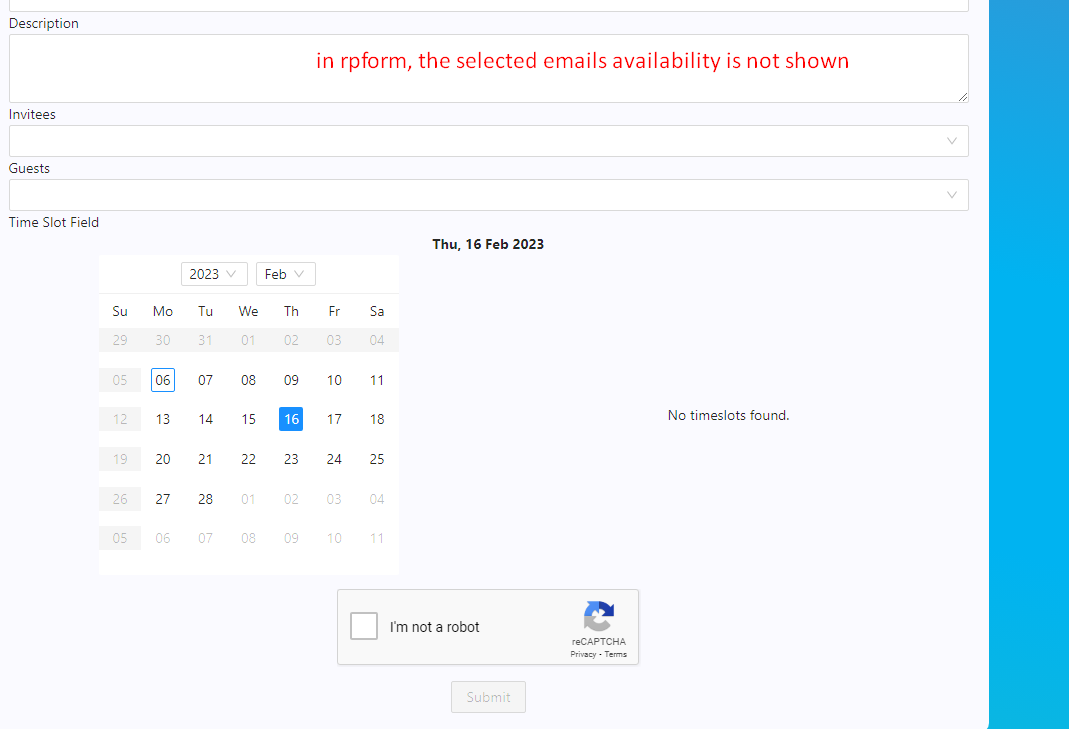 Description
in rpform, the selected emails availability is not shown
Invitees
Guests
Time Slot Field
Thu, 16 Feb 2023
2023 Feb
Su Mo Tu We Th Fr Sa
29 30 31 01 02 03 04
05 06 07 08 09 10 11
12 13 14 15 16 17 18
No timeslots found.
19 20 21 22 23 24 25
26 27 28 01 02 03 04
05 06 07 08 09 10 11
I'm not a robot
reCAPTCHA
Privacy - Terms
Submit